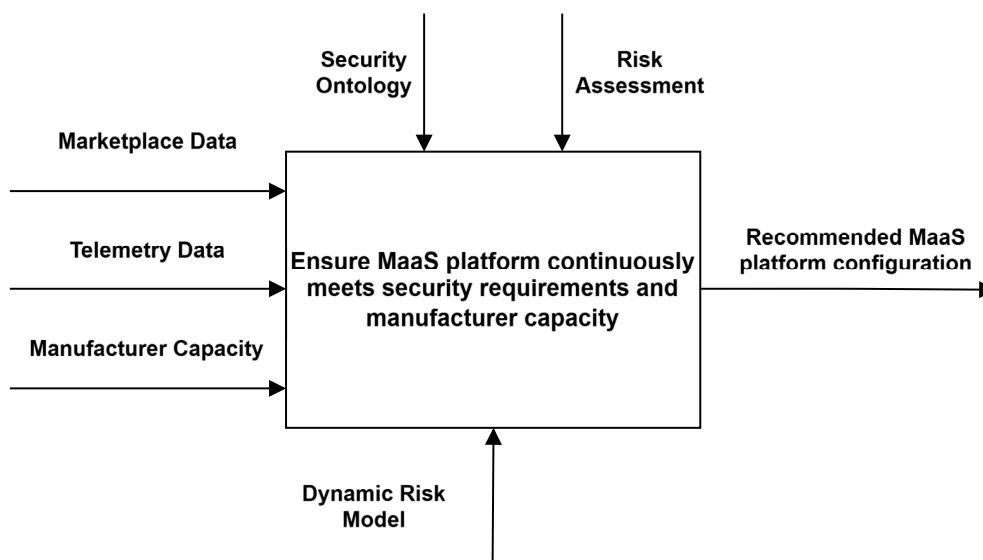 Security
Ontology
Risk
Assessment
Marketplace Data
Telemetry Data
Manufacturer Capacity
Ensure MaaS platform continuously
meets security requirements and
manufacturer capacity
Recommended MaaS
platform configuration
Dynamic Risk
Model